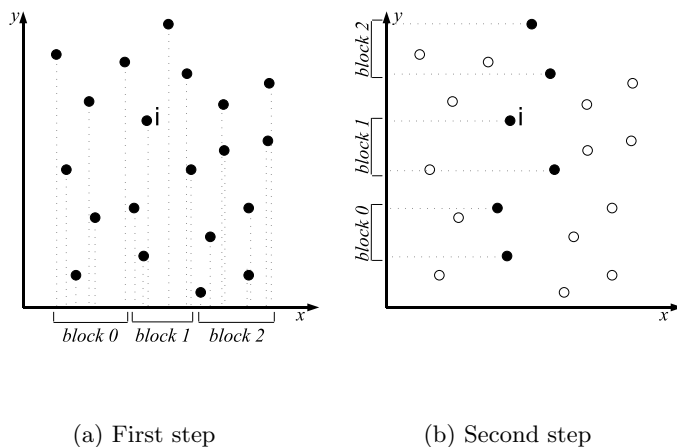 y
i
x
block 0 block 1 block 2
(a) First step
y
block 2
i
block 1
block 0
x
(b) Second step